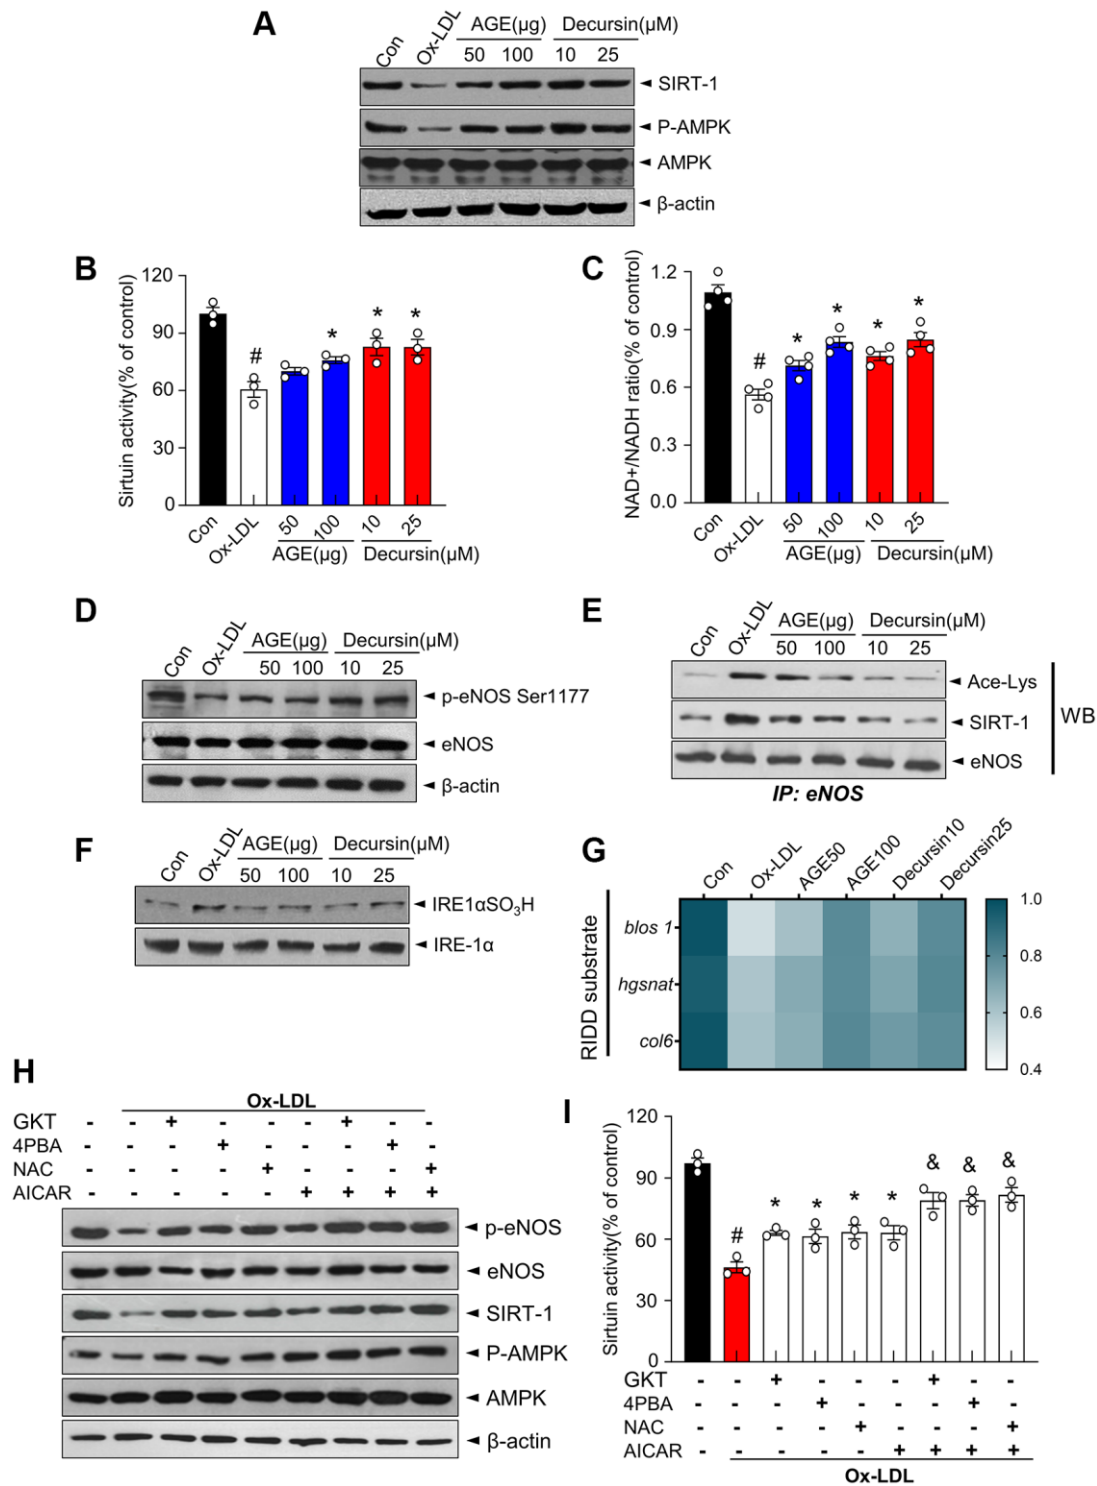 A
AGE(µg) Decursin(µM)
Con Ox-LDL 50 100 10 25
SIRT-1
P-AMPK
AMPK
β-actin
B
Sirtuin activity(% of control)
120
90
60
30
0
#
*
*
*
Con Ox-LDL 50 100 10 25
AGE(µg) Decursin(µM)
C
NAD+/NADH ratio(% of control)
1.2
0.9
0.6
0.3
0.0
#
*
*
*
*
Con Ox-LDL 50 100 10 25
AGE(µg) Decursin(µM)
D
AGE(µg) Decursin(µM)
Con Ox-LDL 50 100 10 25
p-eNOS Ser1177
eNOS
β-actin
E
AGE(µg) Decursin(µM)
Con Ox-LDL 50 100 10 25
Ace-Lys
SIRT-1
eNOS
WB
IP: eNOS
F
AGE(µg) Decursin(µM)
Con Ox-LDL 50 100 10 25
IRE1αSO3H
IRE-1α
G
Con Ox-LDL AGE50 AGE100 Decursin10 Decursin25
RIDD substrate
blos 1
hgsnat
col6
1.0
0.8
0.6
0.4
H
Ox-LDL
GKT - - + - - - + - -
4PBA - - - + - - - + -
NAC - - - - + - - - +
AICAR - - - - - + + + +
p-eNOS
eNOS
SIRT-1
P-AMPK
AMPK
β-actin
I
Sirtuin activity(% of control)
120
90
60
30
0
#
* * * *
& & &
GKT - - + - - - + - -
4PBA - - - + - - - + -
NAC - - - - + - - - +
AICAR - - - - - + + + +
Ox-LDL